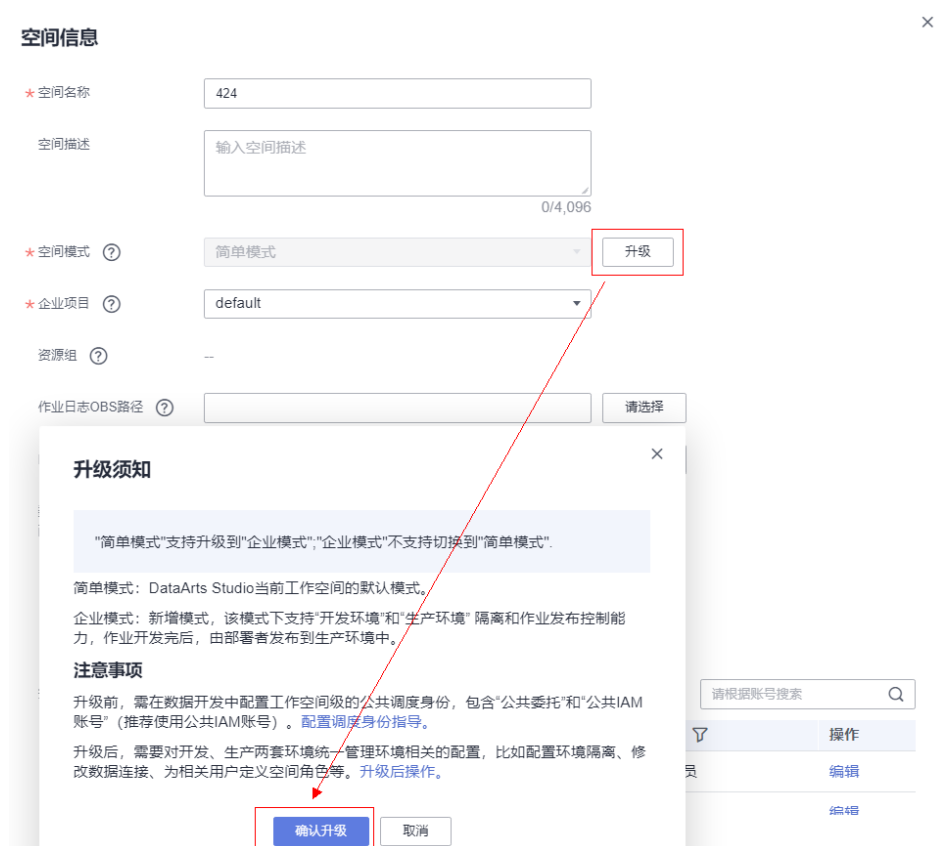 空间信息
* 空间名称 424
空间描述 输入空间描述
0/4,096
* 空间模式 ? 简单模式 升级
* 企业项目 ? default
资源组 ? --
作业日志OBS路径 ? 请选择
升级须知
"简单模式"支持升级到"企业模式";"企业模式"不支持切换到"简单模式".
简单模式：DataArts Studio当前工作空间的默认模式。
企业模式：新增模式，该模式下支持“开发环境”和“生产环境” 隔离和作业发布控制能
力，作业开发完后，由部署者发布到生产环境中。
注意事项
升级前，需在数据开发中配置工作空间级的公共调度身份，包含“公共委托”和“公共IAM
账号”（推荐使用公共IAM账号）。配置调度身份指导。
升级后，需要对开发、生产两套环境统一管理环境相关的配置，比如配置环境隔离、修
改数据连接、为相关用户定义空间角色等。升级后操作。
确认升级 取消
请根据账号搜索
操作
员 编辑
编辑